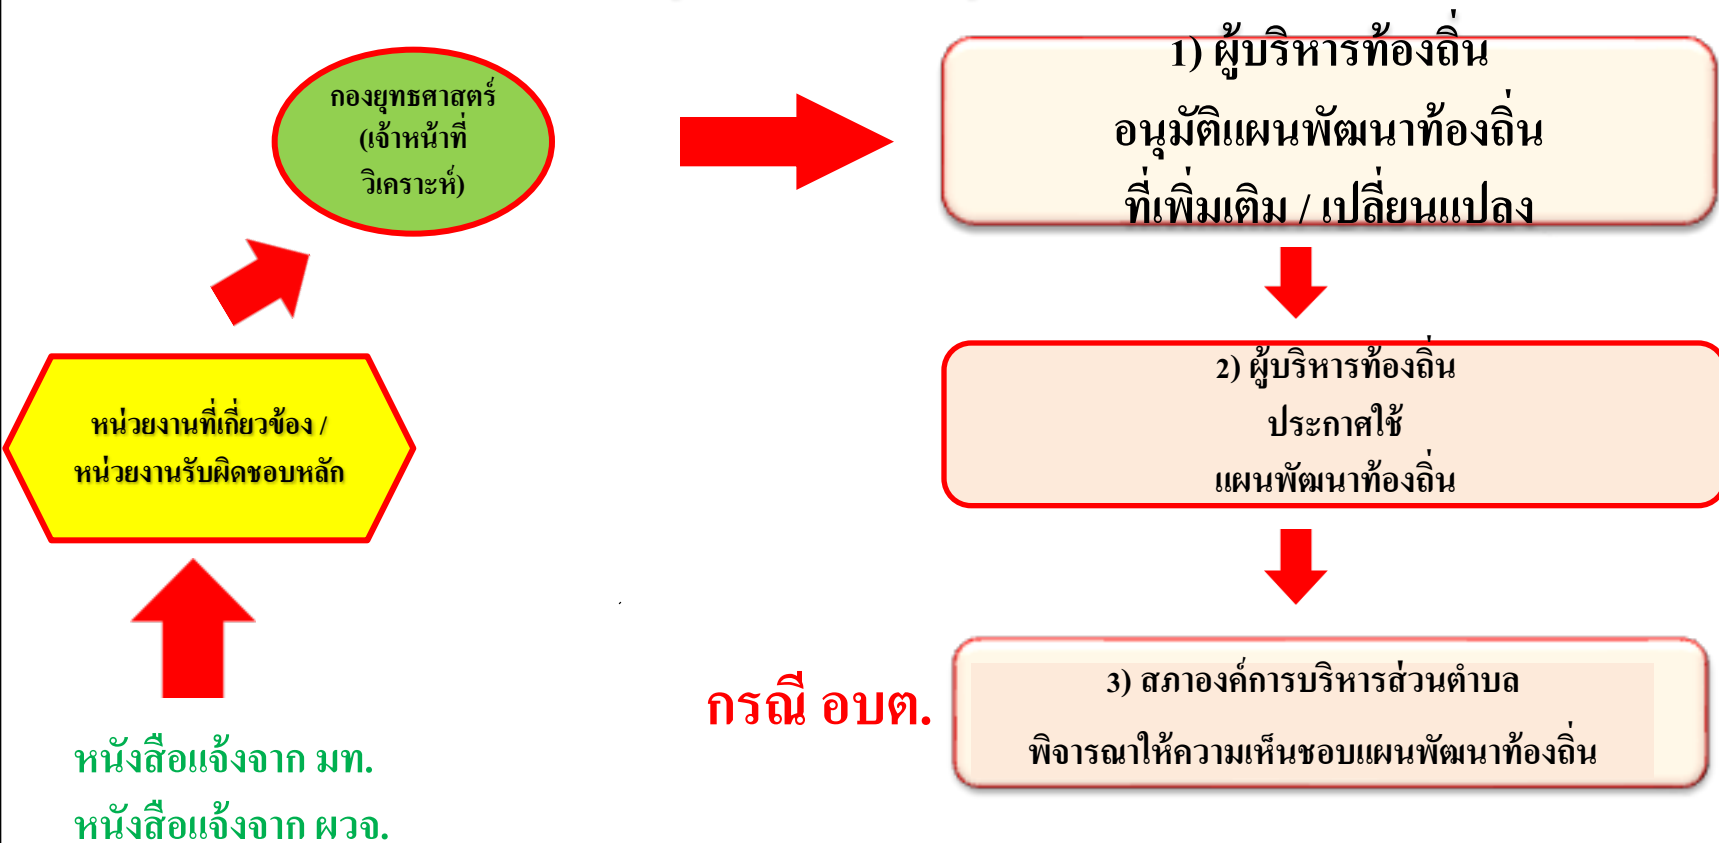 กองยุทธศาสตร์
(เจ้าหน้าที่
วิเคราะห์)
หน่วยงานที่เกี่ยวข้อง /
หน่วยงานรับผิดชอบหลัก
หนังสือแจ้งจาก มท.
หนังสือแจ้งจาก ผวจ.
1) ผู้บริหารท้องถิ่น
อนุมัติแผนพัฒนาท้องถิ่น
ที่เพิ่มเติม / เปลี่ยนแปลง
2) ผู้บริหารท้องถิ่น
ประกาศใช้
แผนพัฒนาท้องถิ่น
กรณี อบต.
3) สภาองค์การบริหารส่วนตำบล
พิจารณาให้ความเห็นชอบแผนพัฒนาท้องถิ่น